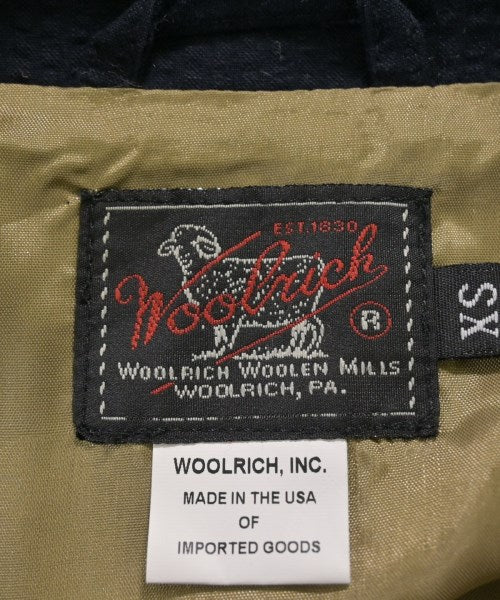 EST.1830
Woolrich
®
WOOLRICH WOOLEN MILLS
WOOLRICH, PA.
XS
WOOLRICH, INC.
MADE IN THE USA
OF
IMPORTED GOODS